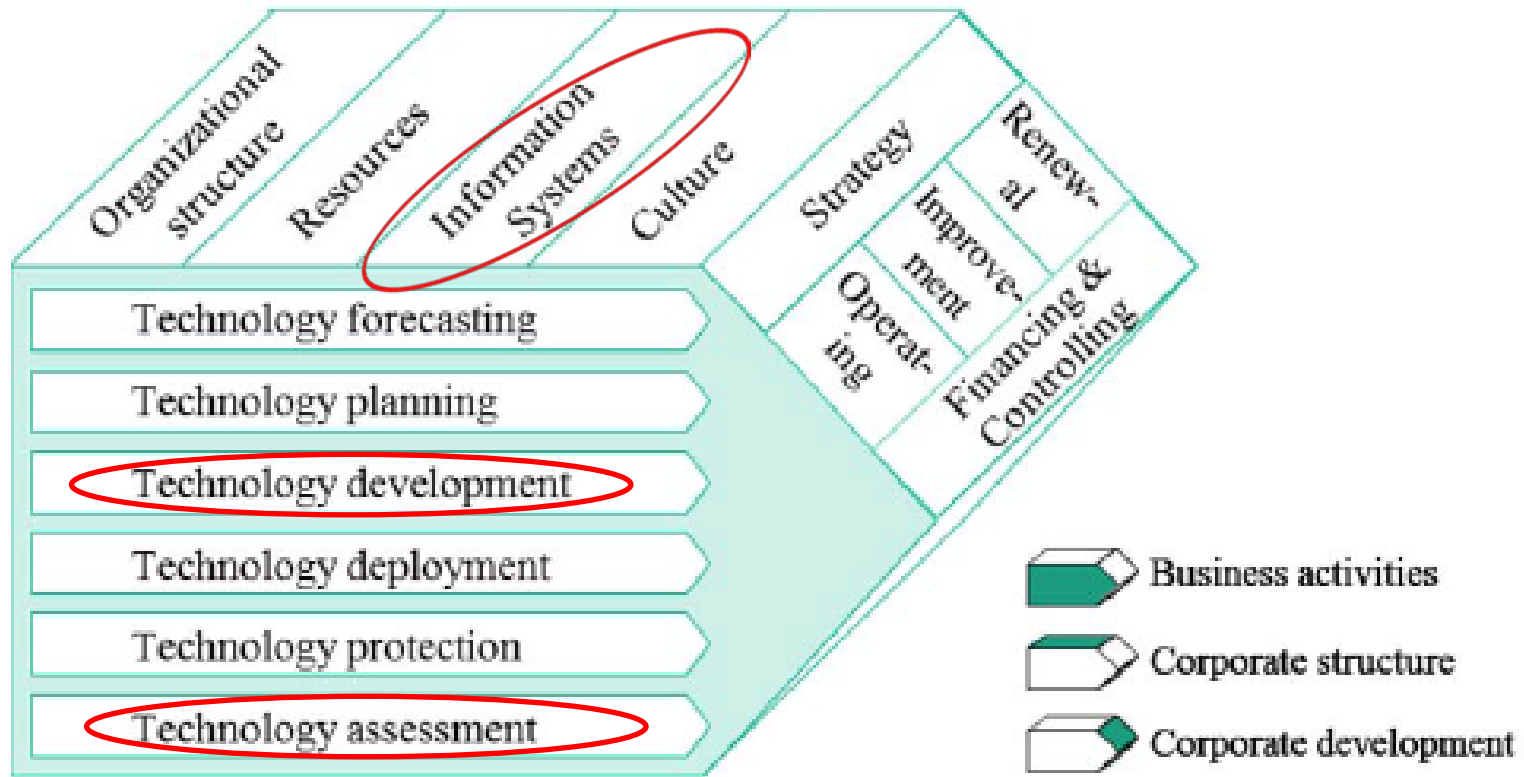 Organizational
structure
Resources
Information
Systems
Culture
Strategy
Renew-
al
Improve-
ment
Operat-
ing
Financing &
Controlling
Technology forecasting
Technology planning
Technology development
Technology deployment
Technology protection
Technology assessment
Business activities
Corporate structure
Corporate development